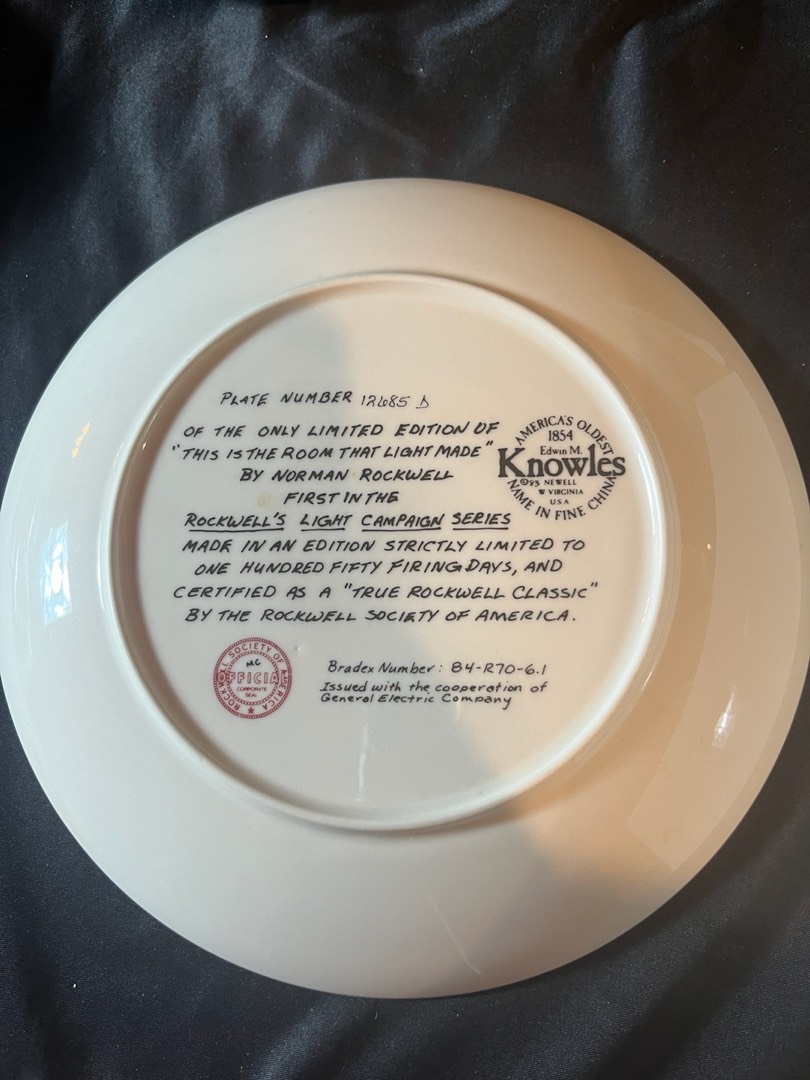 PLATE NUMBER 12685 D
OF THE ONLY LIMITED EDITION OF
"THIS IS THE ROOM THAT LIGHT MADE"
BY NORMAN ROCKWELL
FIRST IN THE
ROCKWELL'S LIGHT CAMPAIGN SERIES
MADE IN AN EDITION STRICTLY LIMITED TO
ONE HUNDRED FIFTY FIRING DAYS, AND
CERTIFIED AS A "TRUE ROCKWELL CLASSIC"
BY THE ROCKWELL SOCIETY OF AMERICA.
AMERICA'S OLDEST
1854
Edwin M.
Knowles
©93 NEWELL
W VIRGINIA
U.S.A
NAME IN FINE CHINA
ROCKWELL SOCIETY OF AMERICA
MC
OFFICIAL
CORPORATE
SEAL
Bradex Number: 84-R70-6.1
Issued with the cooperation of
General Electric Company